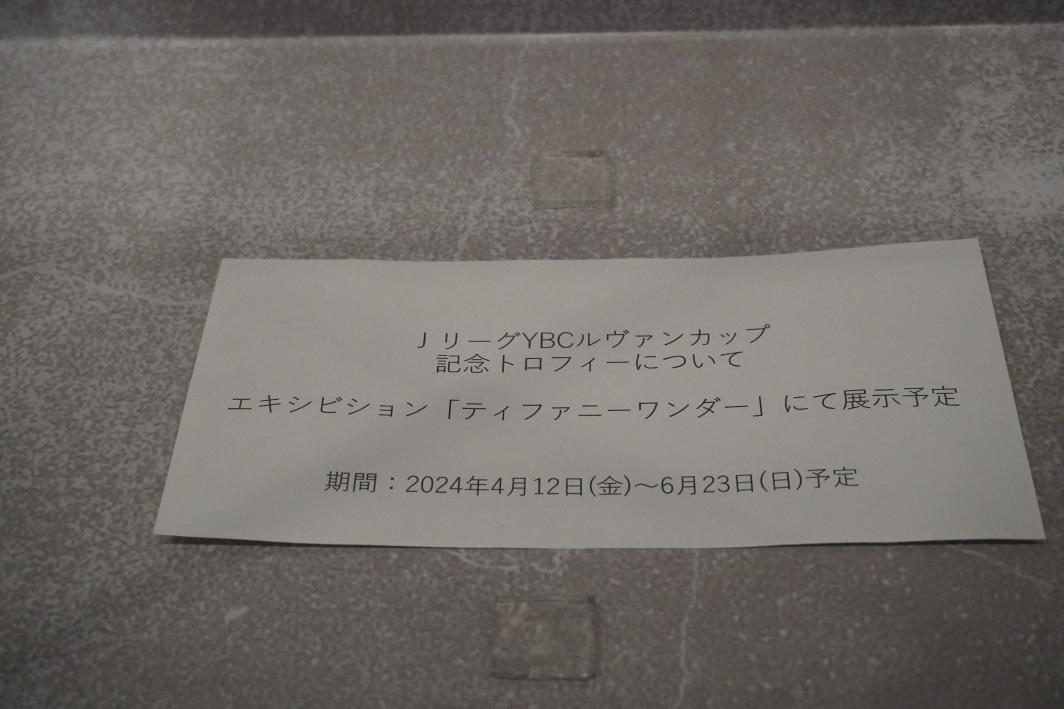 JリーグYBCルヴァンカップ
記念トロフィーについて
エキシビション「ティファニーワンダー」にて展示予定
期間：2024年4月12日(金)～6月23日(日)予定